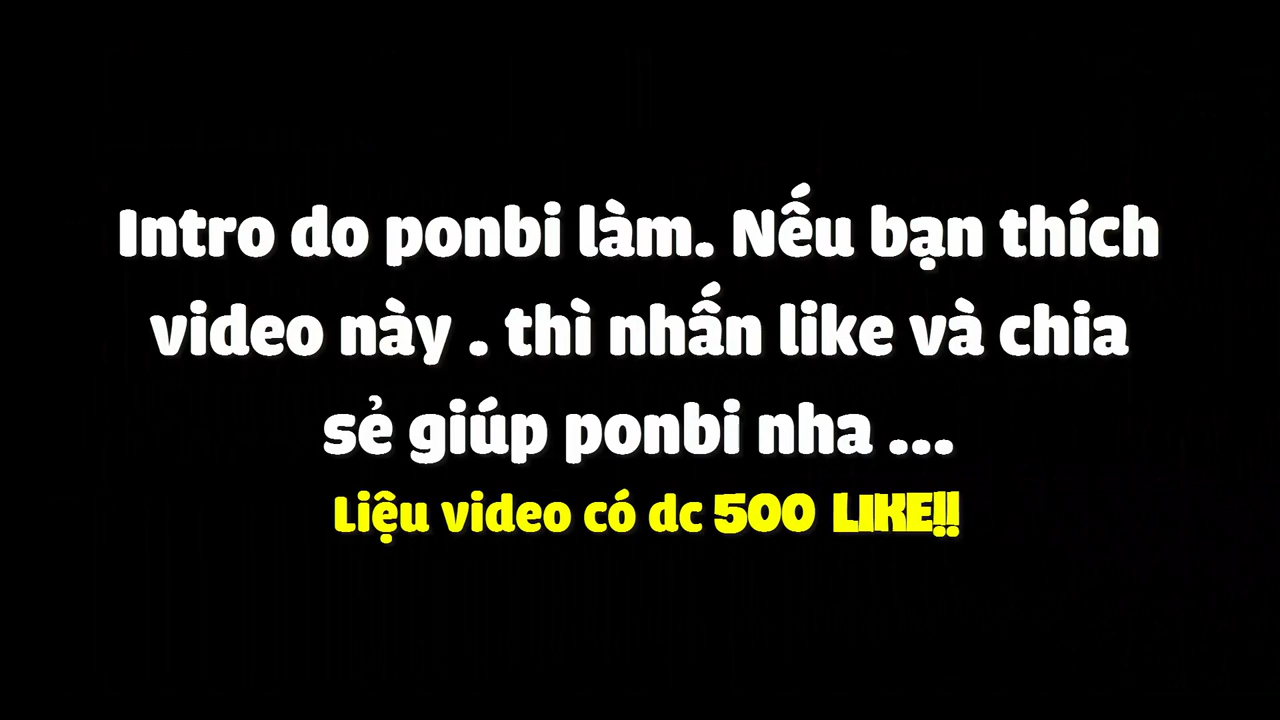 Intro do ponbi làm. Nếu bạn thích
video này . thì nhấn like và chia
sẻ giúp ponbi nha ...
Liệu video có dc 500 LIKE!!